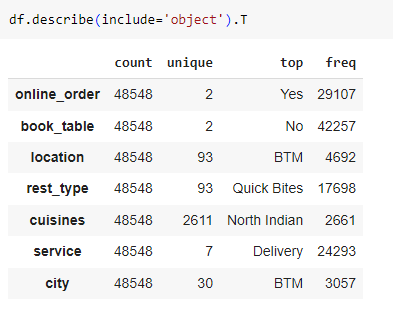 df.describe(include='object').T
count unique top freq
online_order 48548 2 Yes 29107
book_table 48548 2 No 42257
location 48548 93 BTM 4692
rest_type 48548 93 Quick Bites 17698
cuisines 48548 2611 North Indian 2661
service 48548 7 Delivery 24293
city 48548 30 BTM 3057